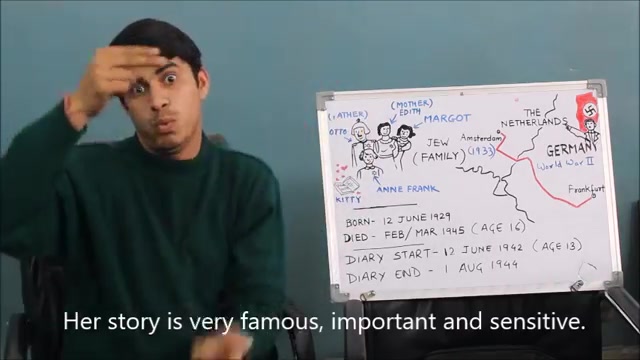 (FATHER)
(MOTHER)
OTTO
EDITH
MARGOT
JEW
(FAMILY)
ANNE FRANK
KITTY
THE
NETHERLANDS
Amsterdam
(1933)
GERMANY
World War II
Frankfurt
BORN- 12 JUNE 1929
DIED - FEB/MAR 1945 (AGE 16)
DIARY START- 12 JUNE 1942 (AGE 13)
DIARY END - 1 AUG 1944
Her story is very famous, important and sensitive.